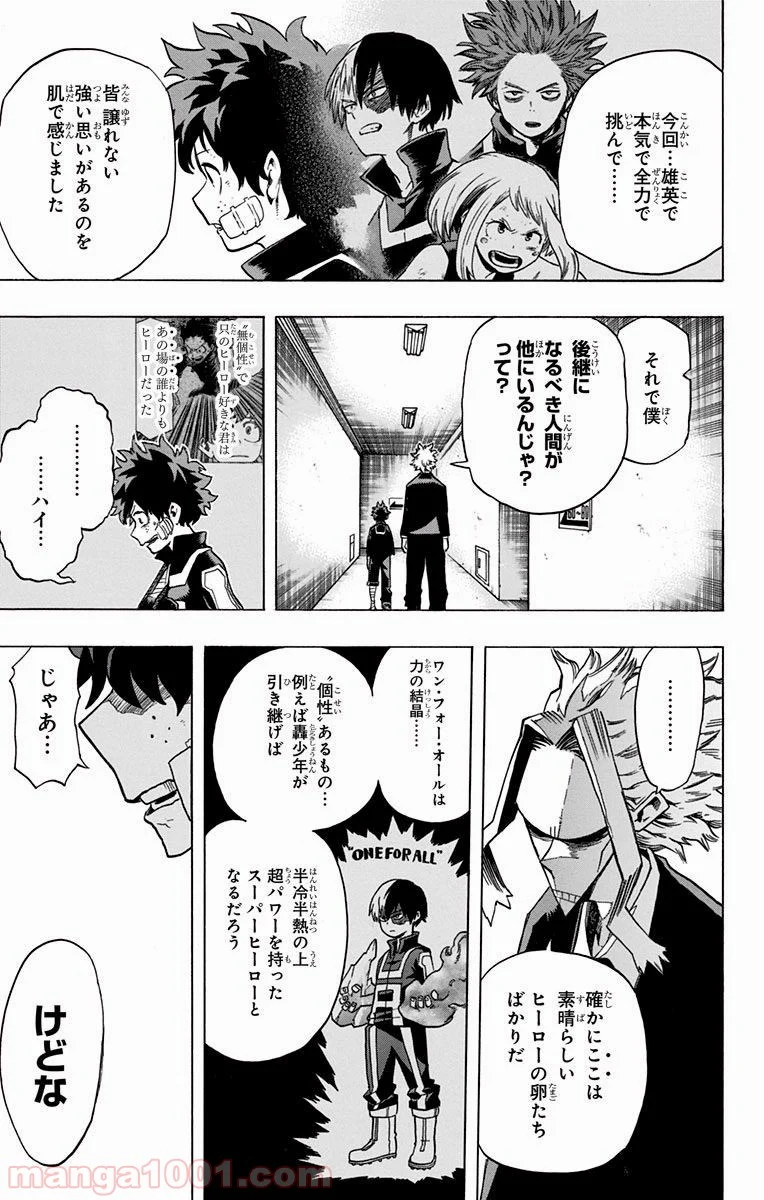 今回…雄英で
本気で全力で
挑んで……
皆譲れない
強い思いがあるのを
肌で感じました
それで僕
後継に
なるべき人間が
他にいるんじゃ？
って？
〝無個性〟で
只のヒーロー好きな君は
あの場の誰よりも
ヒーローだった
………
………ハイ…
………
確かにここは
素晴らしい
ヒーローの卵たち
ばかりだ
ワン・フォー・オールは
力の結晶……
〝個性〟あるもの…
例えば轟少年が
引き継げば
"ONE FOR ALL"
半冷半熱の上
超パワーを持った
スーパーヒーローと
なるだろう
じゃあ…
けどな
manga1001.com